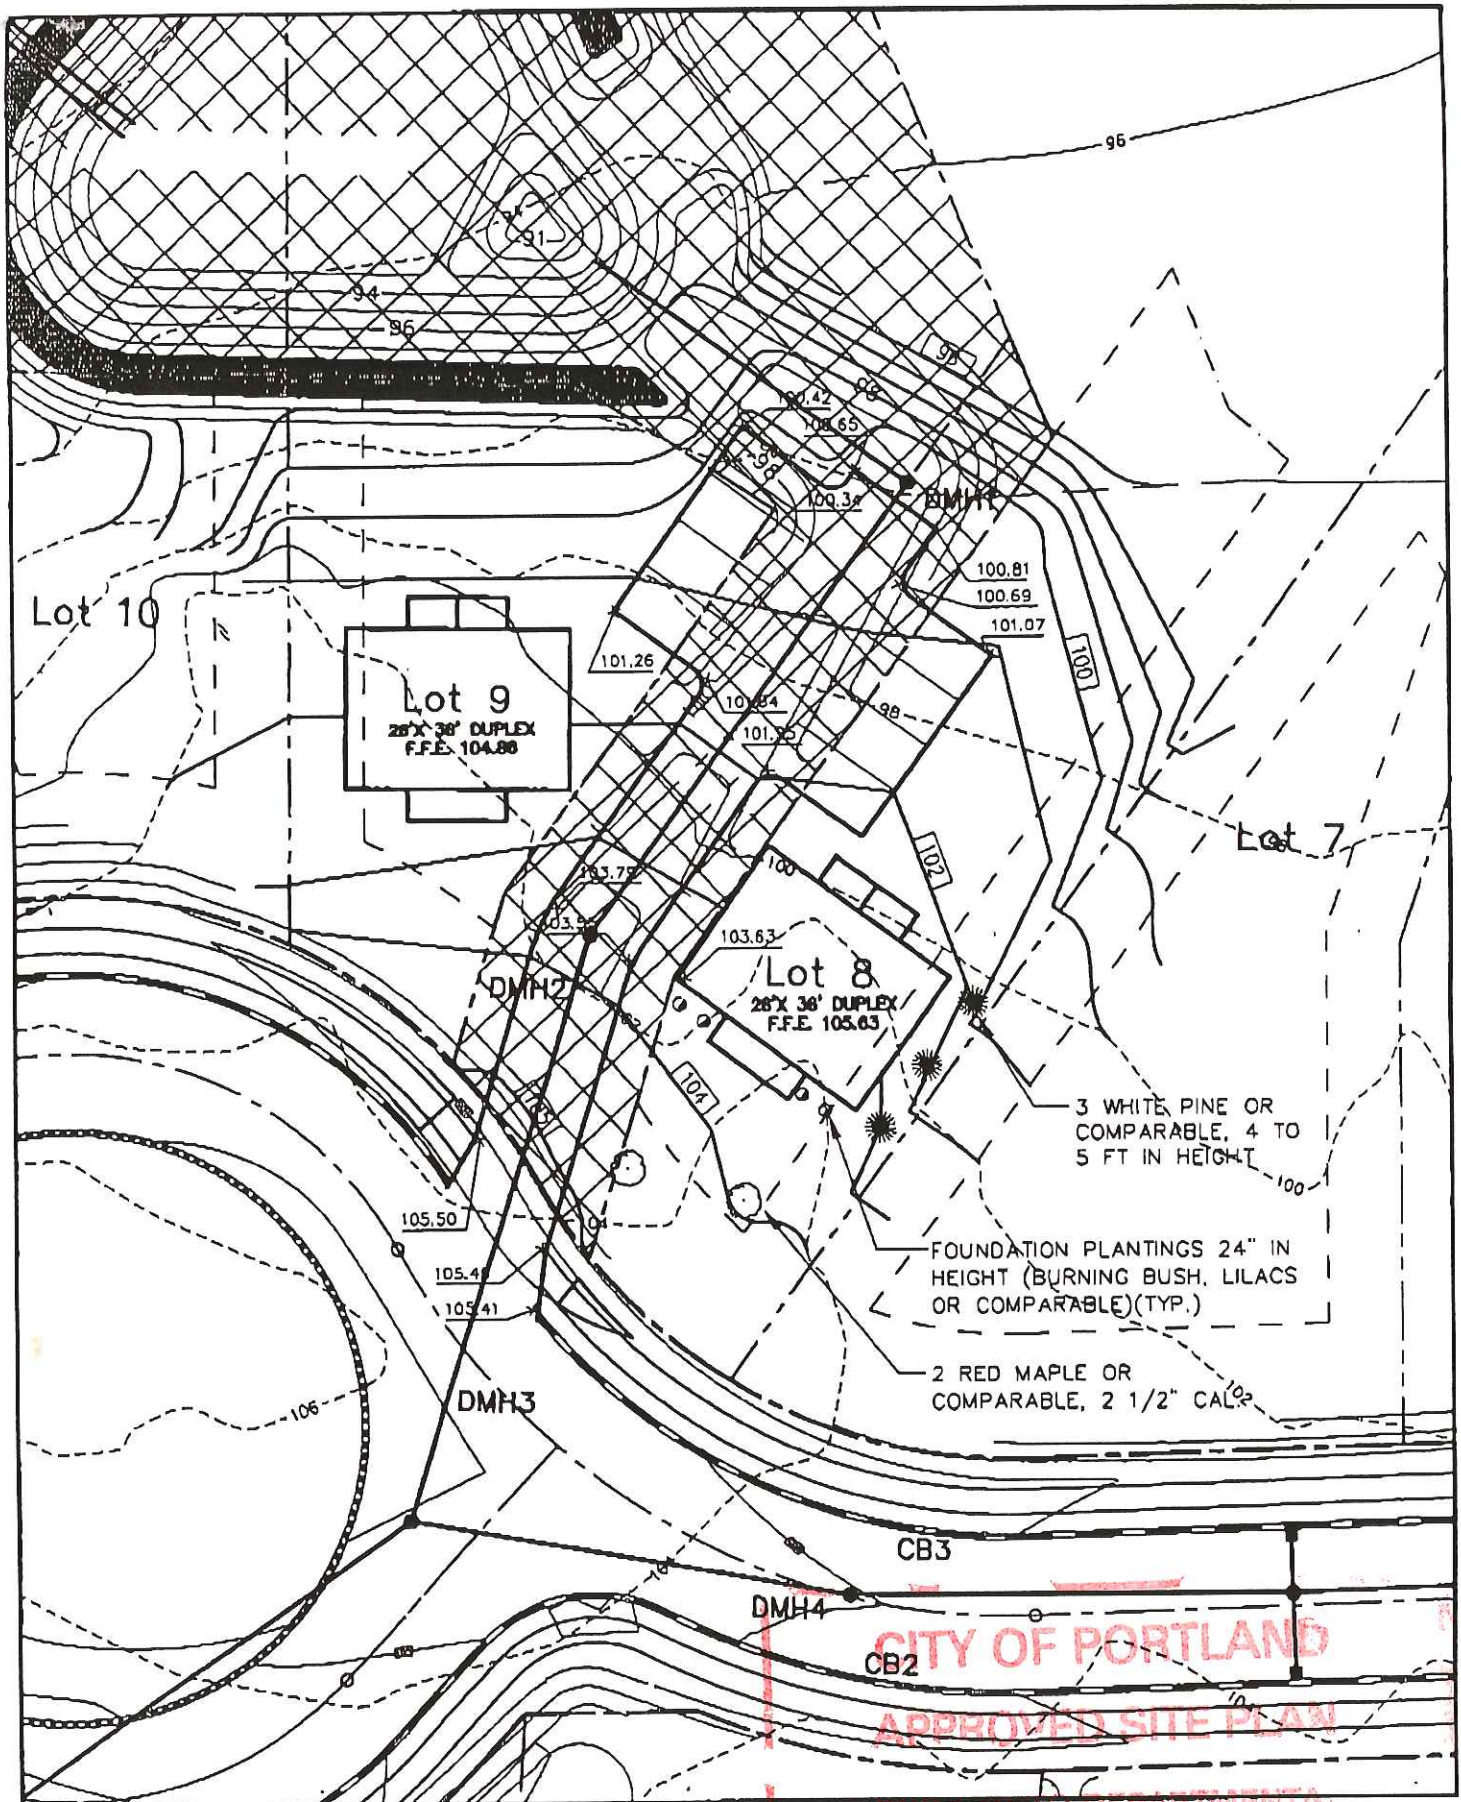 96
91
94
96
98
100.42
100.65
98
100.34
DMH1
100.81
100.69
101.07
100
Lot 10
101.26
Lot 9
28'X 38' DUPLEX
F.F.E. 104.88
98
Lot 7
102
100
103.79
103.63
DMH2
Lot 8
28'X 38' DUPLEX
F.F.E. 105.63
104
3 WHITE PINE OR
COMPARABLE, 4 TO
5 FT IN HEIGHT
100
105.50
FOUNDATION PLANTINGS 24" IN
HEIGHT (BURNING BUSH, LILACS
OR COMPARABLE)(TYP.)
105.41
2 RED MAPLE OR
COMPARABLE, 2 1/2" CAL.
102
DMH3
106
CB3
DMH4
CITY OF PORTLAND
CB2
APPROVED SITE PLAN